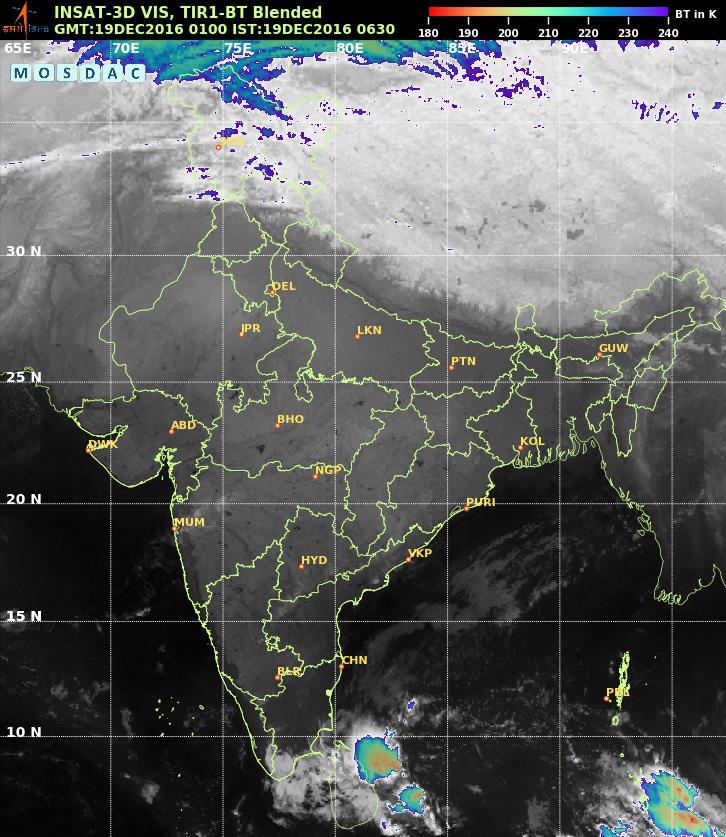 INSAT-3D VIS, TIR1-BT Blended
GMT:19DEC2016 0100 IST:19DEC2016 0630
BT in K
180 190 200 210 220 230 240
65E 70E 75E 80E 85E 90E
M O S D A C
30 N
DEL
JPR LKN
GUW
PTN
25 N
ABD BHO
DWK KOL
NGP
20 N PURI
MUM
VKP
HYD
15 N
CHN
BLR
PBL
10 N